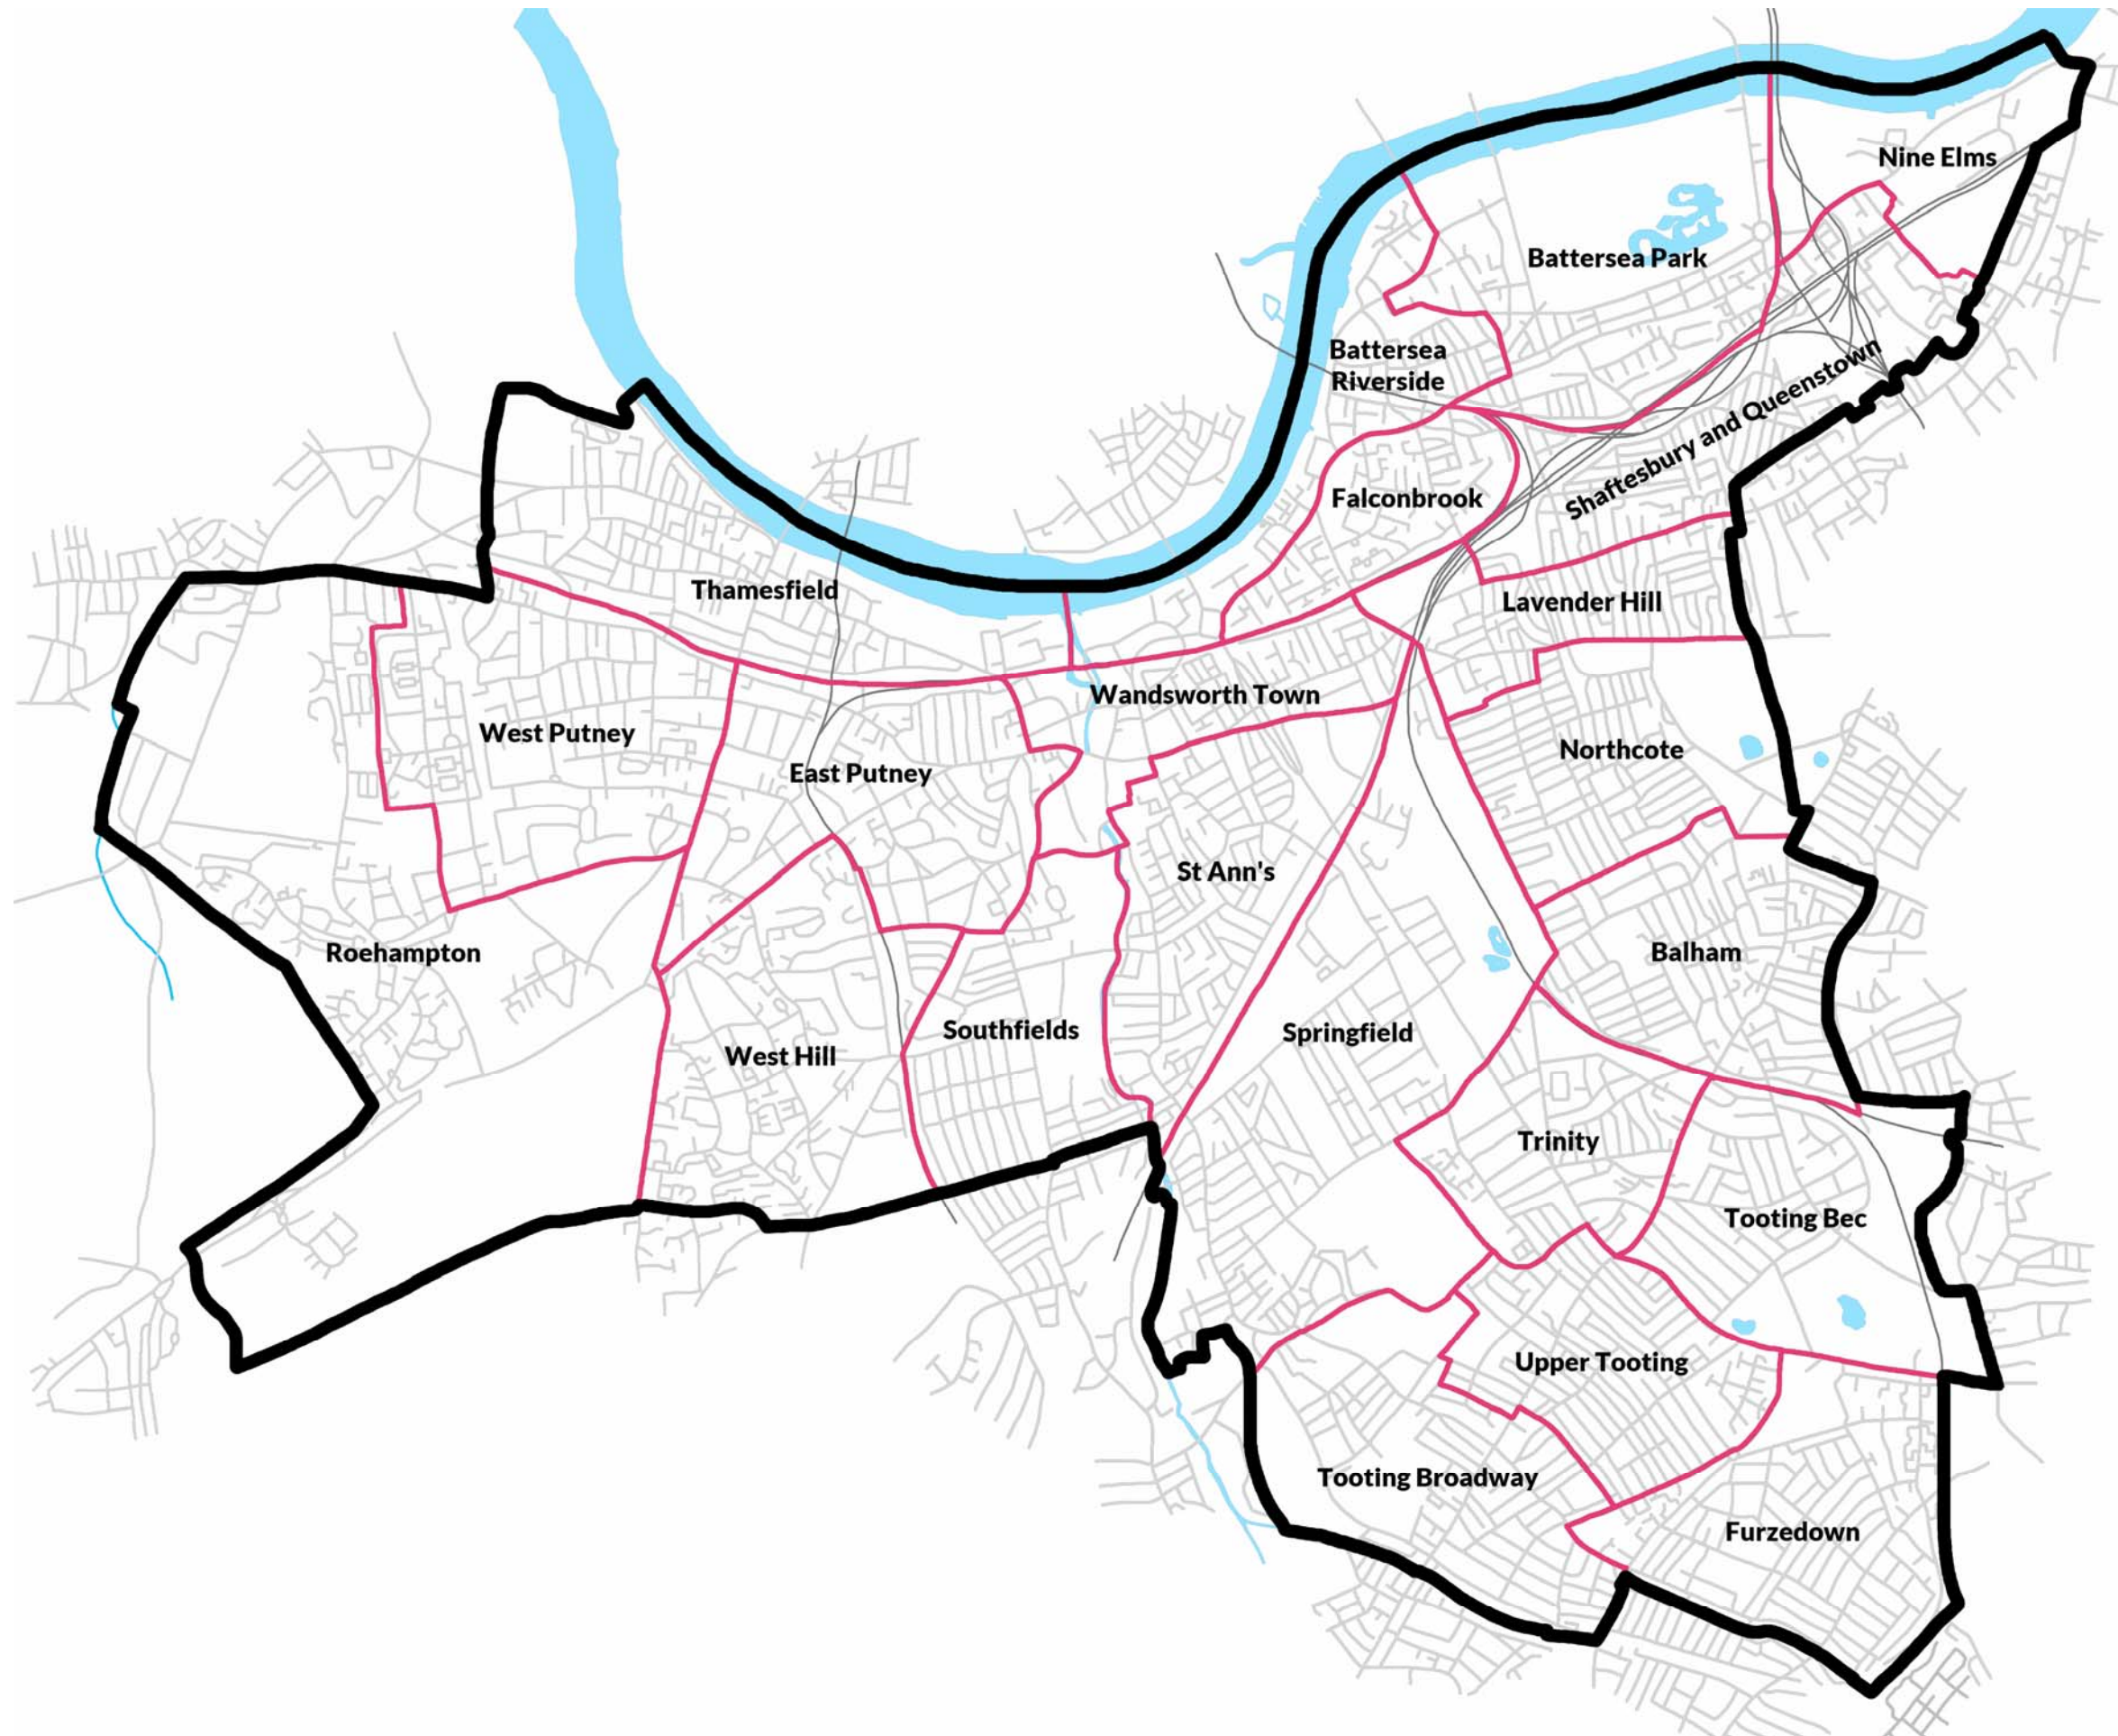 Nine Elms
Battersea Park
Battersea
Riverside
Shaftesbury and Queenstown
Falconbrook
Thamesfield
Lavender Hill
Wandsworth Town
West Putney
East Putney
Northcote
St Ann's
Roehampton
Balham
Southfields
Springfield
West Hill
Trinity
Tooting Bec
Upper Tooting
Tooting Broadway
Furzedown